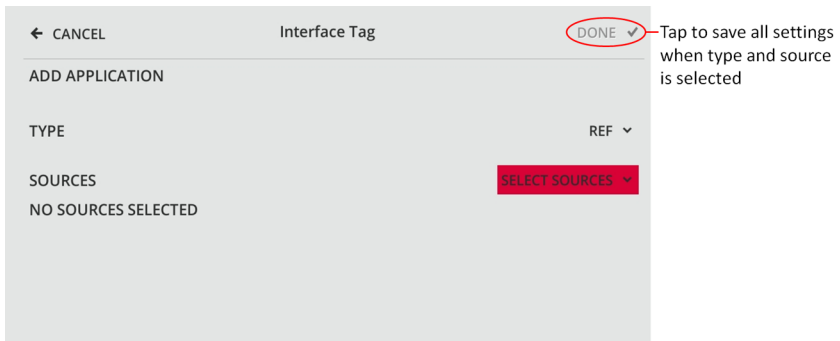 CANCEL
Interface Tag
DONE
Tap to save all settings
when type and source
is selected
ADD APPLICATION
TYPE
REF
SOURCES
SELECT SOURCES
NO SOURCES SELECTED